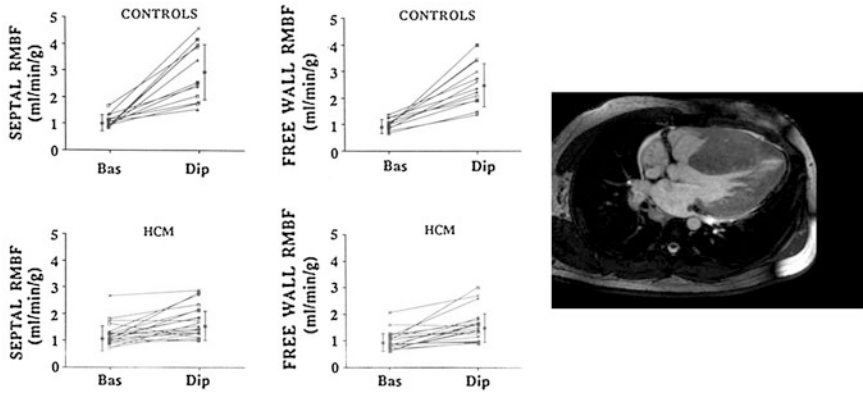 CONTROLS
SEPTAL RMBF
(ml/min/g)
5
4
3
2
1
0
Bas
Dip
CONTROLS
FREE WALL RMBF
(ml/min/g)
5
4
3
2
1
0
Bas
Dip
HCM
SEPTAL RMBF
(ml/min/g)
5
4
3
2
1
0
Bas
Dip
HCM
FREE WALL RMBF
(ml/min/g)
5
4
3
2
1
0
Bas
Dip